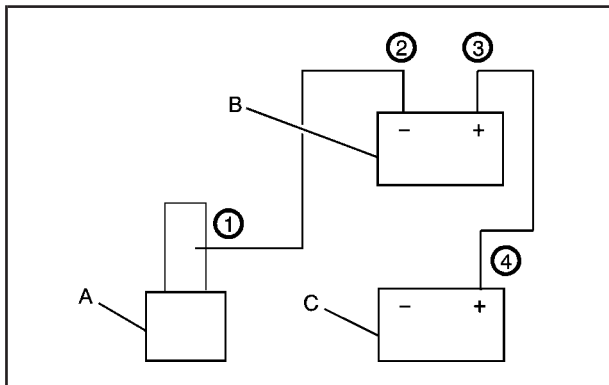 ② ③
B
− +
①
④
A
C
− +